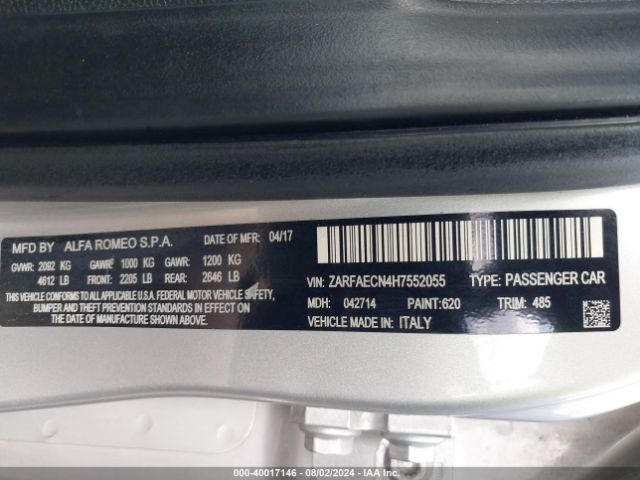 MFD BY ALFA ROMEO S.P.A. DATE OF MFR: 04/17
GVWR: 2092 KG GAWR: 1000 KG GAWR: 1200 KG
4612 LB FRONT: 2205 LB REAR: 2646 LB
THIS VEHICLE CONFORMS TO ALL APPLICABLE FEDERAL MOTOR VEHICLE SAFETY,
BUMPER AND THEFT PREVENTION STANDARDS IN EFFECT ON
THE DATE OF MANUFACTURE SHOWN ABOVE.
VIN: ZARFAECN4H7552055 TYPE: PASSENGER CAR
MDH: 042714 PAINT:620 TRIM: 485
VEHICLE MADE IN: ITALY
000-40017146 - 08/02/2024 - IAA Inc.